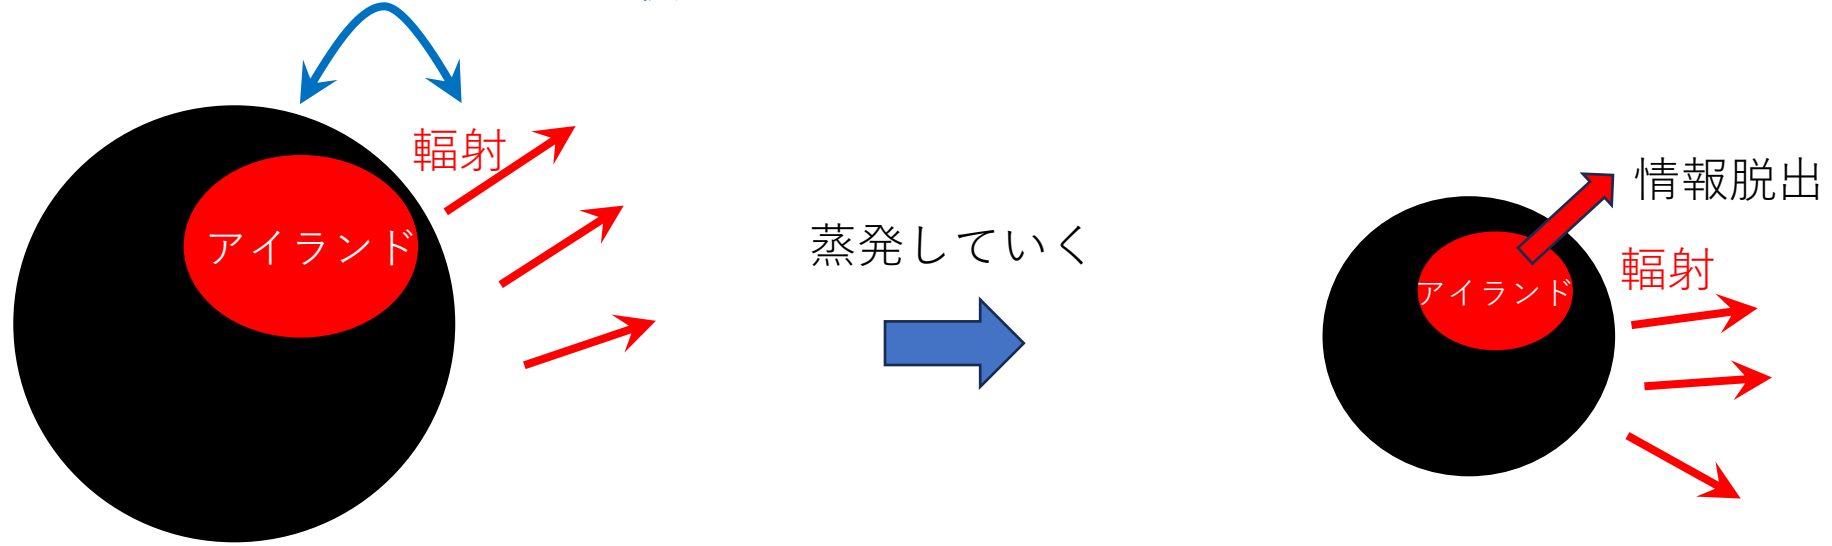 輻射
アイランド
蒸発していく
情報脱出
輻射
アイランド